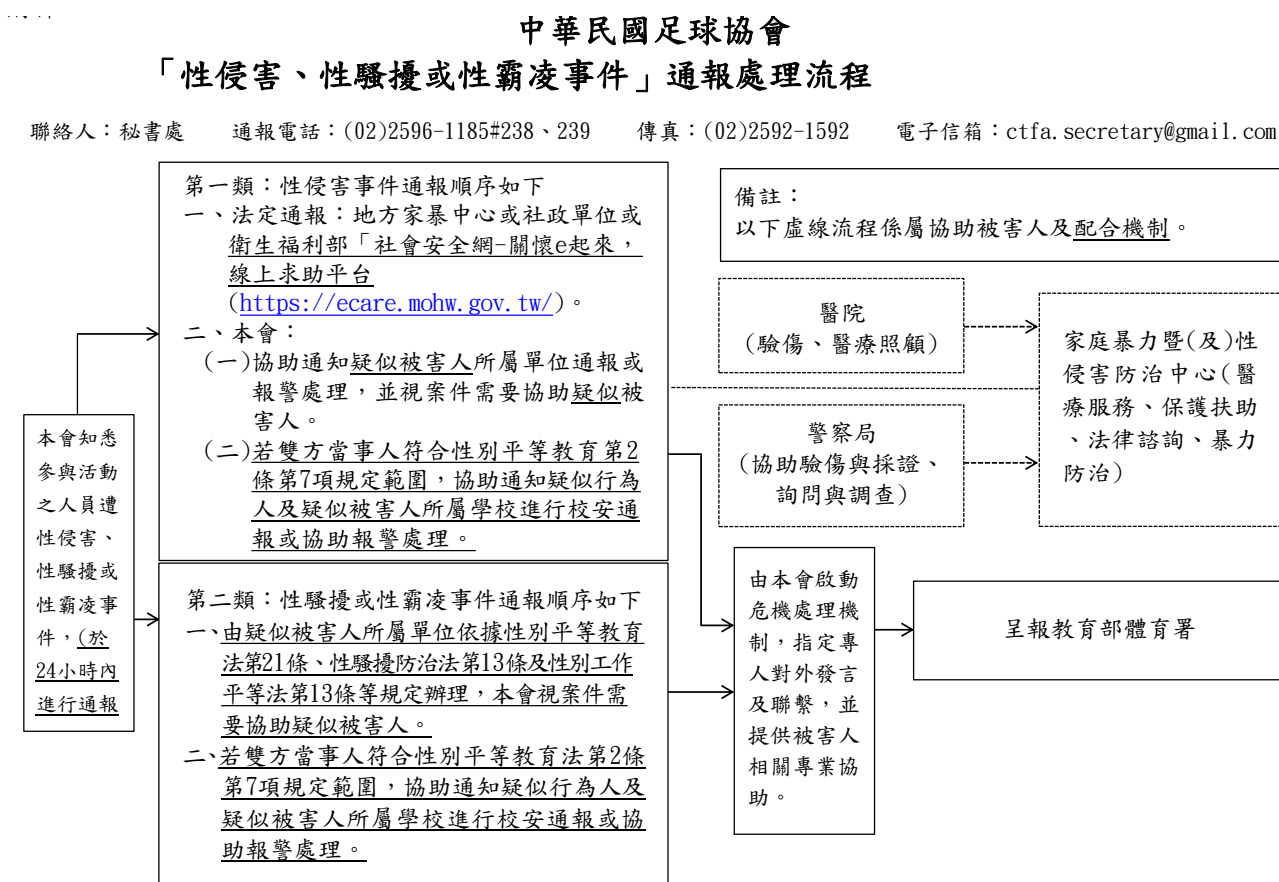 中華民國足球協會
「性侵害、性騷擾或性霸凌事件」通報處理流程
聯絡人：秘書處 通報電話：(02)2596-1185#238、239 傳真：(02)2592-1592 電子信箱：ctfa.secretary@gmail.com
本會知悉
參與活動
之人員遭
性侵害、
性騷擾或
性霸凌事
件，(於
24小時內
進行通報
第一類：性侵害事件通報順序如下
一、法定通報：地方家暴中心或社政單位或
衛生福利部「社會安全網-關懷e起來，
線上求助平台
(https://ecare.mohw.gov.tw/)。
二、本會：
(一)協助通知疑似被害人所屬單位通報或
報警處理，並視案件需要協助疑似被
害人。
(二)若雙方當事人符合性別平等教育第2
條第7項規定範圍，協助通知疑似行為
人及疑似被害人所屬學校進行校安通
報或協助報警處理。
第二類：性騷擾或性霸凌事件通報順序如下
一、由疑似被害人所屬單位依據性別平等教育
法第21條、性騷擾防治法第13條及性別工作
平等法第13條等規定辦理，本會視案件需
要協助疑似被害人。
二、若雙方當事人符合性別平等教育法第2條
第7項規定範圍，協助通知疑似行為人及
疑似被害人所屬學校進行校安通報或協
助報警處理。
備註：
以下虛線流程係屬協助被害人及配合機制。
醫院
(驗傷、醫療照顧)
警察局
(協助驗傷與採證、
詢問與調查)
家庭暴力暨(及)性
侵害防治中心(醫
療服務、保護扶助
、法律諮詢、暴力
防治)
由本會啟動
危機處理機
制，指定專
人對外發言
及聯繫，並
提供被害人
相關專業協
助。
呈報教育部體育署